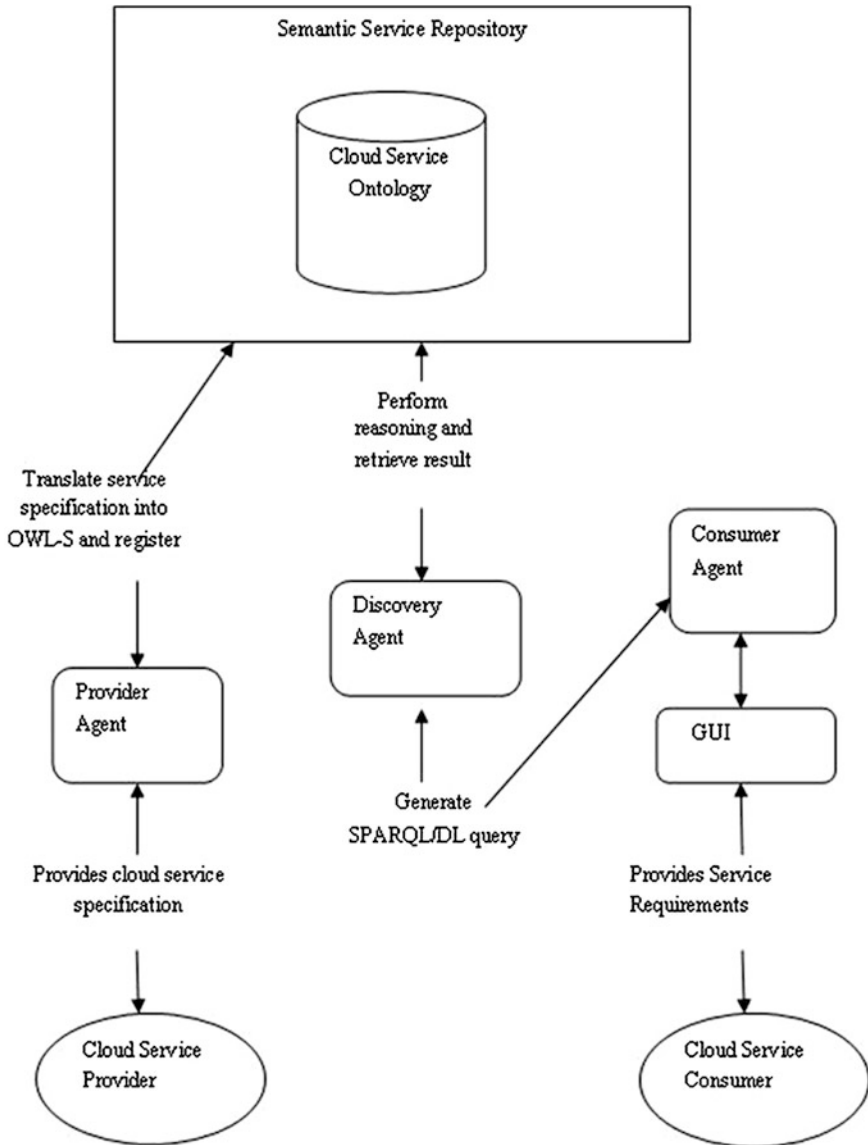 Semantic Service Repository
Cloud Service
Ontology
Perform
reasoning and
retrieve result
Translate service
specification into
OWL-S and register
Consumer
Agent
Discovery
Agent
Provider
Agent
GUI
Generate
SPARQL/DL query
Provides cloud service
specification
Provides Service
Requirements
Cloud Service
Provider
Cloud Service
Consumer